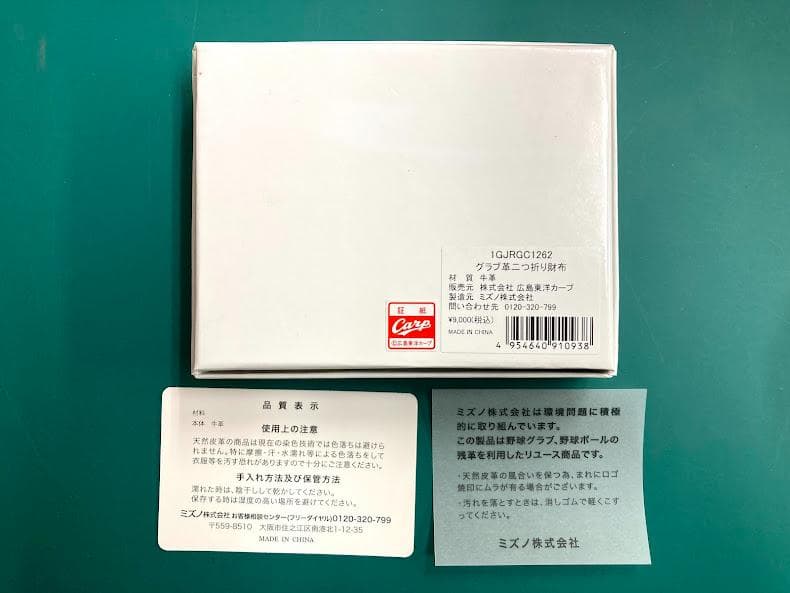 1GJRGC1262
グラブ革二つ折り財布
材 質 牛革
販売元 株式会社 広島東洋カープ
製造元 ミズノ株式会社
問い合わせ先 0120-320-799
¥9,000(税込)
MADE IN CHINA
4 954640 910938
証 紙
Carp
©広島東洋カープ
品 質 表 示
材料
本体 牛革
使用上の注意
天然皮革の商品は現在の染色技術では色落ちは避けら
れません。特に摩擦・汗・水濡れ等による色落ちをして
衣服等を汚す恐れがありますので十分にご注意ください。
手入れ方法及び保管方法
濡れた時は、陰干しして乾かしてください。
保存する時は湿度の高い場所を避けてください。
ミズノ株式会社 お客様相談センター(フリーダイヤル)0120-320-799
〒559-8510 大阪市住之江区南港北1-12-35
MADE IN CHINA
ミズノ株式会社は環境問題に積極
的に取り組んでいます。
この製品は野球グラブ、野球ボールの
残革を利用したリユース商品です。
・天然皮革の風合いを保つ為、まれにロゴ
焼印にムラが有る場合がございます。
・汚れを落とすときは、消しゴムで軽くこす
ってください。
ミズノ株式会社